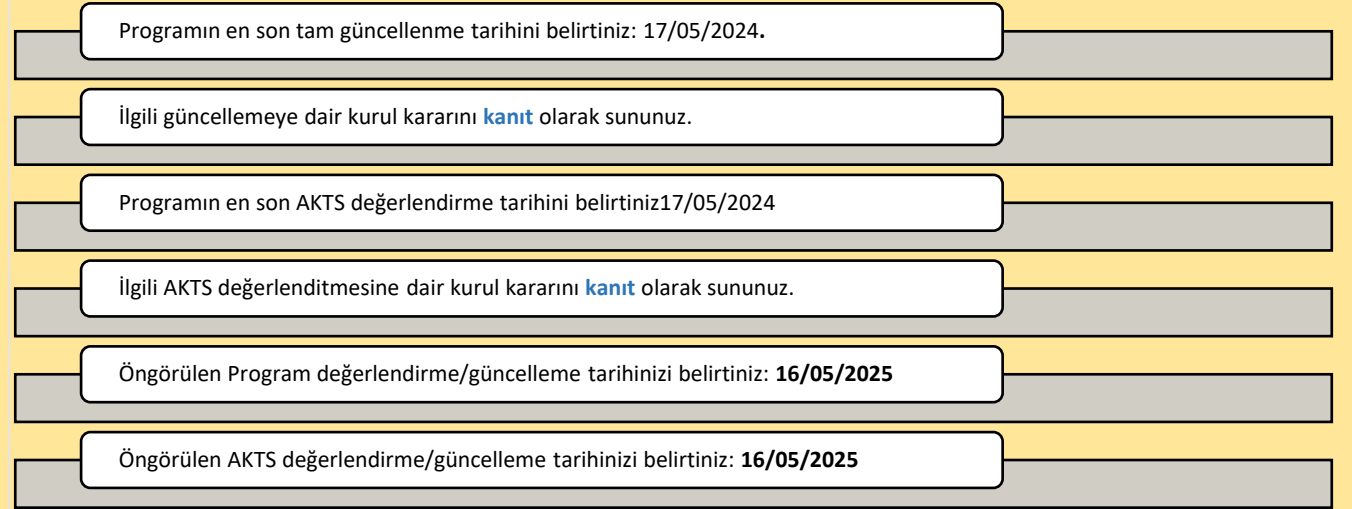 Programın en son tam güncellenme tarihini belirtiniz: 17/05/2024.
İlgili güncellemeye dair kurul kararını kanıt olarak sununuz.
Programın en son AKTS değerlendirme tarihini belirtiniz17/05/2024
İlgili AKTS değerlenditmesine dair kurul kararını kanıt olarak sununuz.
Öngörülen Program değerlendirme/güncelleme tarihinizi belirtiniz: 16/05/2025
Öngörülen AKTS değerlendirme/güncelleme tarihinizi belirtiniz: 16/05/2025